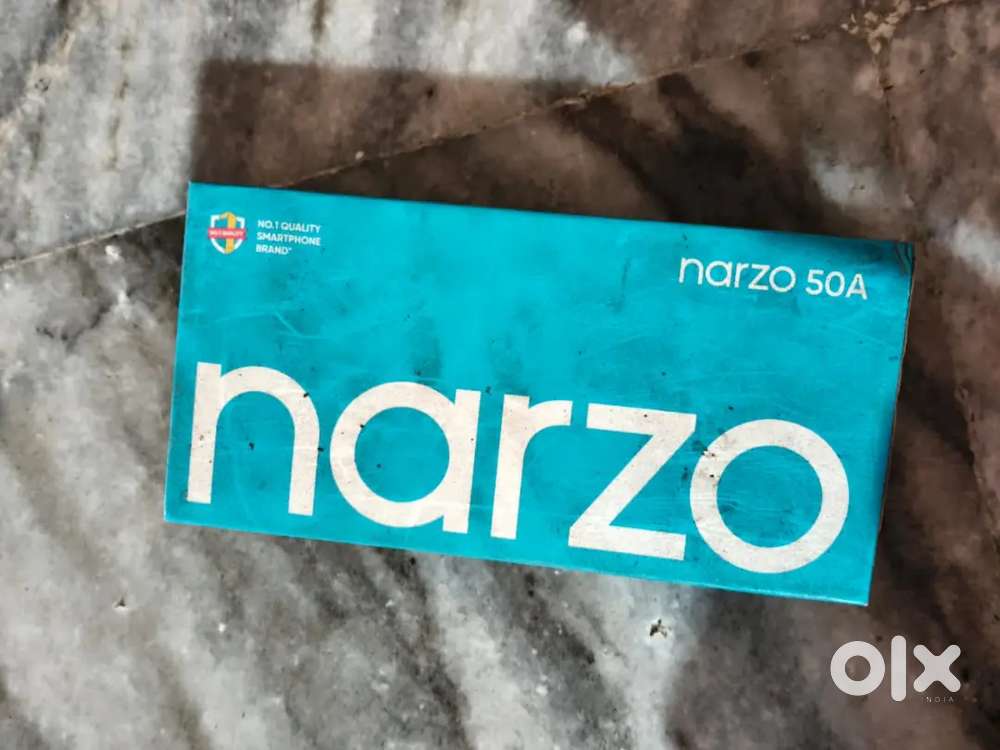 NO.1 QUALITY
SMARTPHONE
BRAND*
narzo 50A
narzo
olx
INDIA